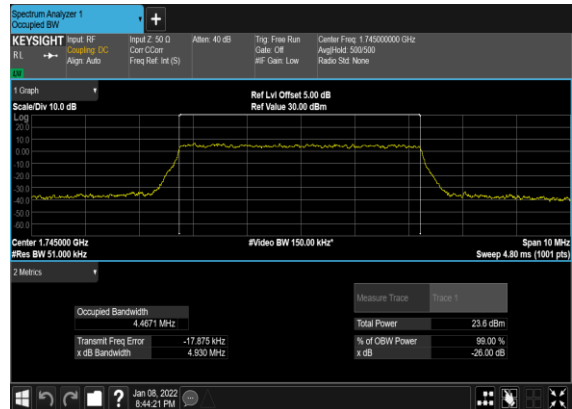 Spectrum Analyzer 1
Occupied BW
+
KEYSIGHT Input: RF Input Z: 50 Ω Atten: 40 dB Trig: Free Run Center Freq: 1.745000000 GHz
RL Coupling: DC Corr CCorr Gate: Off Avg|Hold: 500/500
Align: Auto Freq Ref: Int (S) #IF Gain: Low Radio Std: None
1 Graph Ref Lvl Offset 5.00 dB
Scale/Div 10.0 dB Ref Value 30.00 dBm
Log
20.0
10.0
0.00
-10.0
-20.0
-30.0
-40.0
-50.0
-60.0
Center 1.745000 GHz #Video BW 150.00 kHz* Span 10 MHz
#Res BW 51.000 kHz Sweep 4.80 ms (1001 pts)
2 Metrics
Measure Trace Trace 1
Occupied Bandwidth
4.4671 MHz Total Power 23.6 dBm
Transmit Freq Error -17.875 kHz % of OBW Power 99.00 %
x dB Bandwidth 4.930 MHz x dB -26.00 dB
? Jan 08, 2022
8:44:21 PM